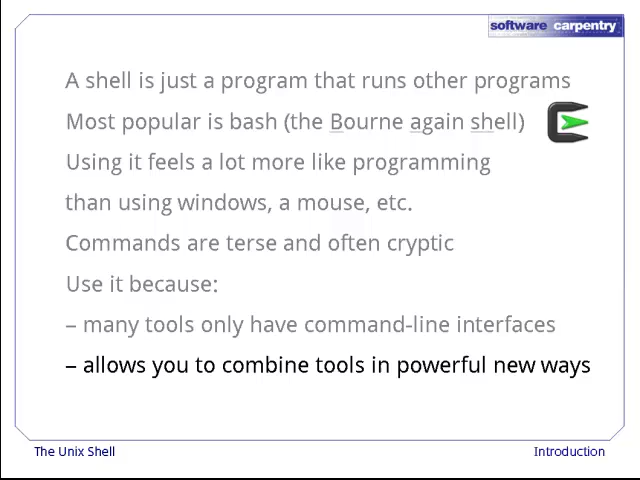 software carpentry
A shell is just a program that runs other programs
Most popular is bash (the Bourne again shell)
Using it feels a lot more like programming
than using windows, a mouse, etc.
Commands are terse and often cryptic
Use it because:
– many tools only have command-line interfaces
– allows you to combine tools in powerful new ways
The Unix Shell
Introduction